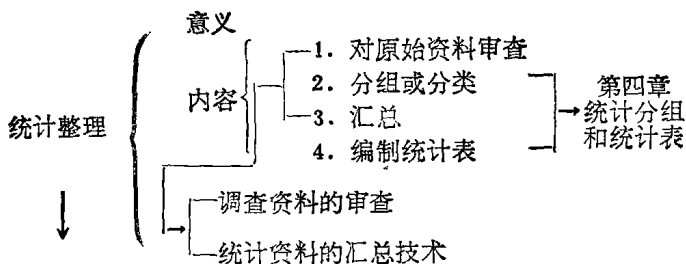 意义
1. 对原始资料审查
2. 分组或分类
内容
3. 汇总
4. 编制统计表
第四章
统计分组
和统计表
统计整理
调查资料的审查
统计资料的汇总技术